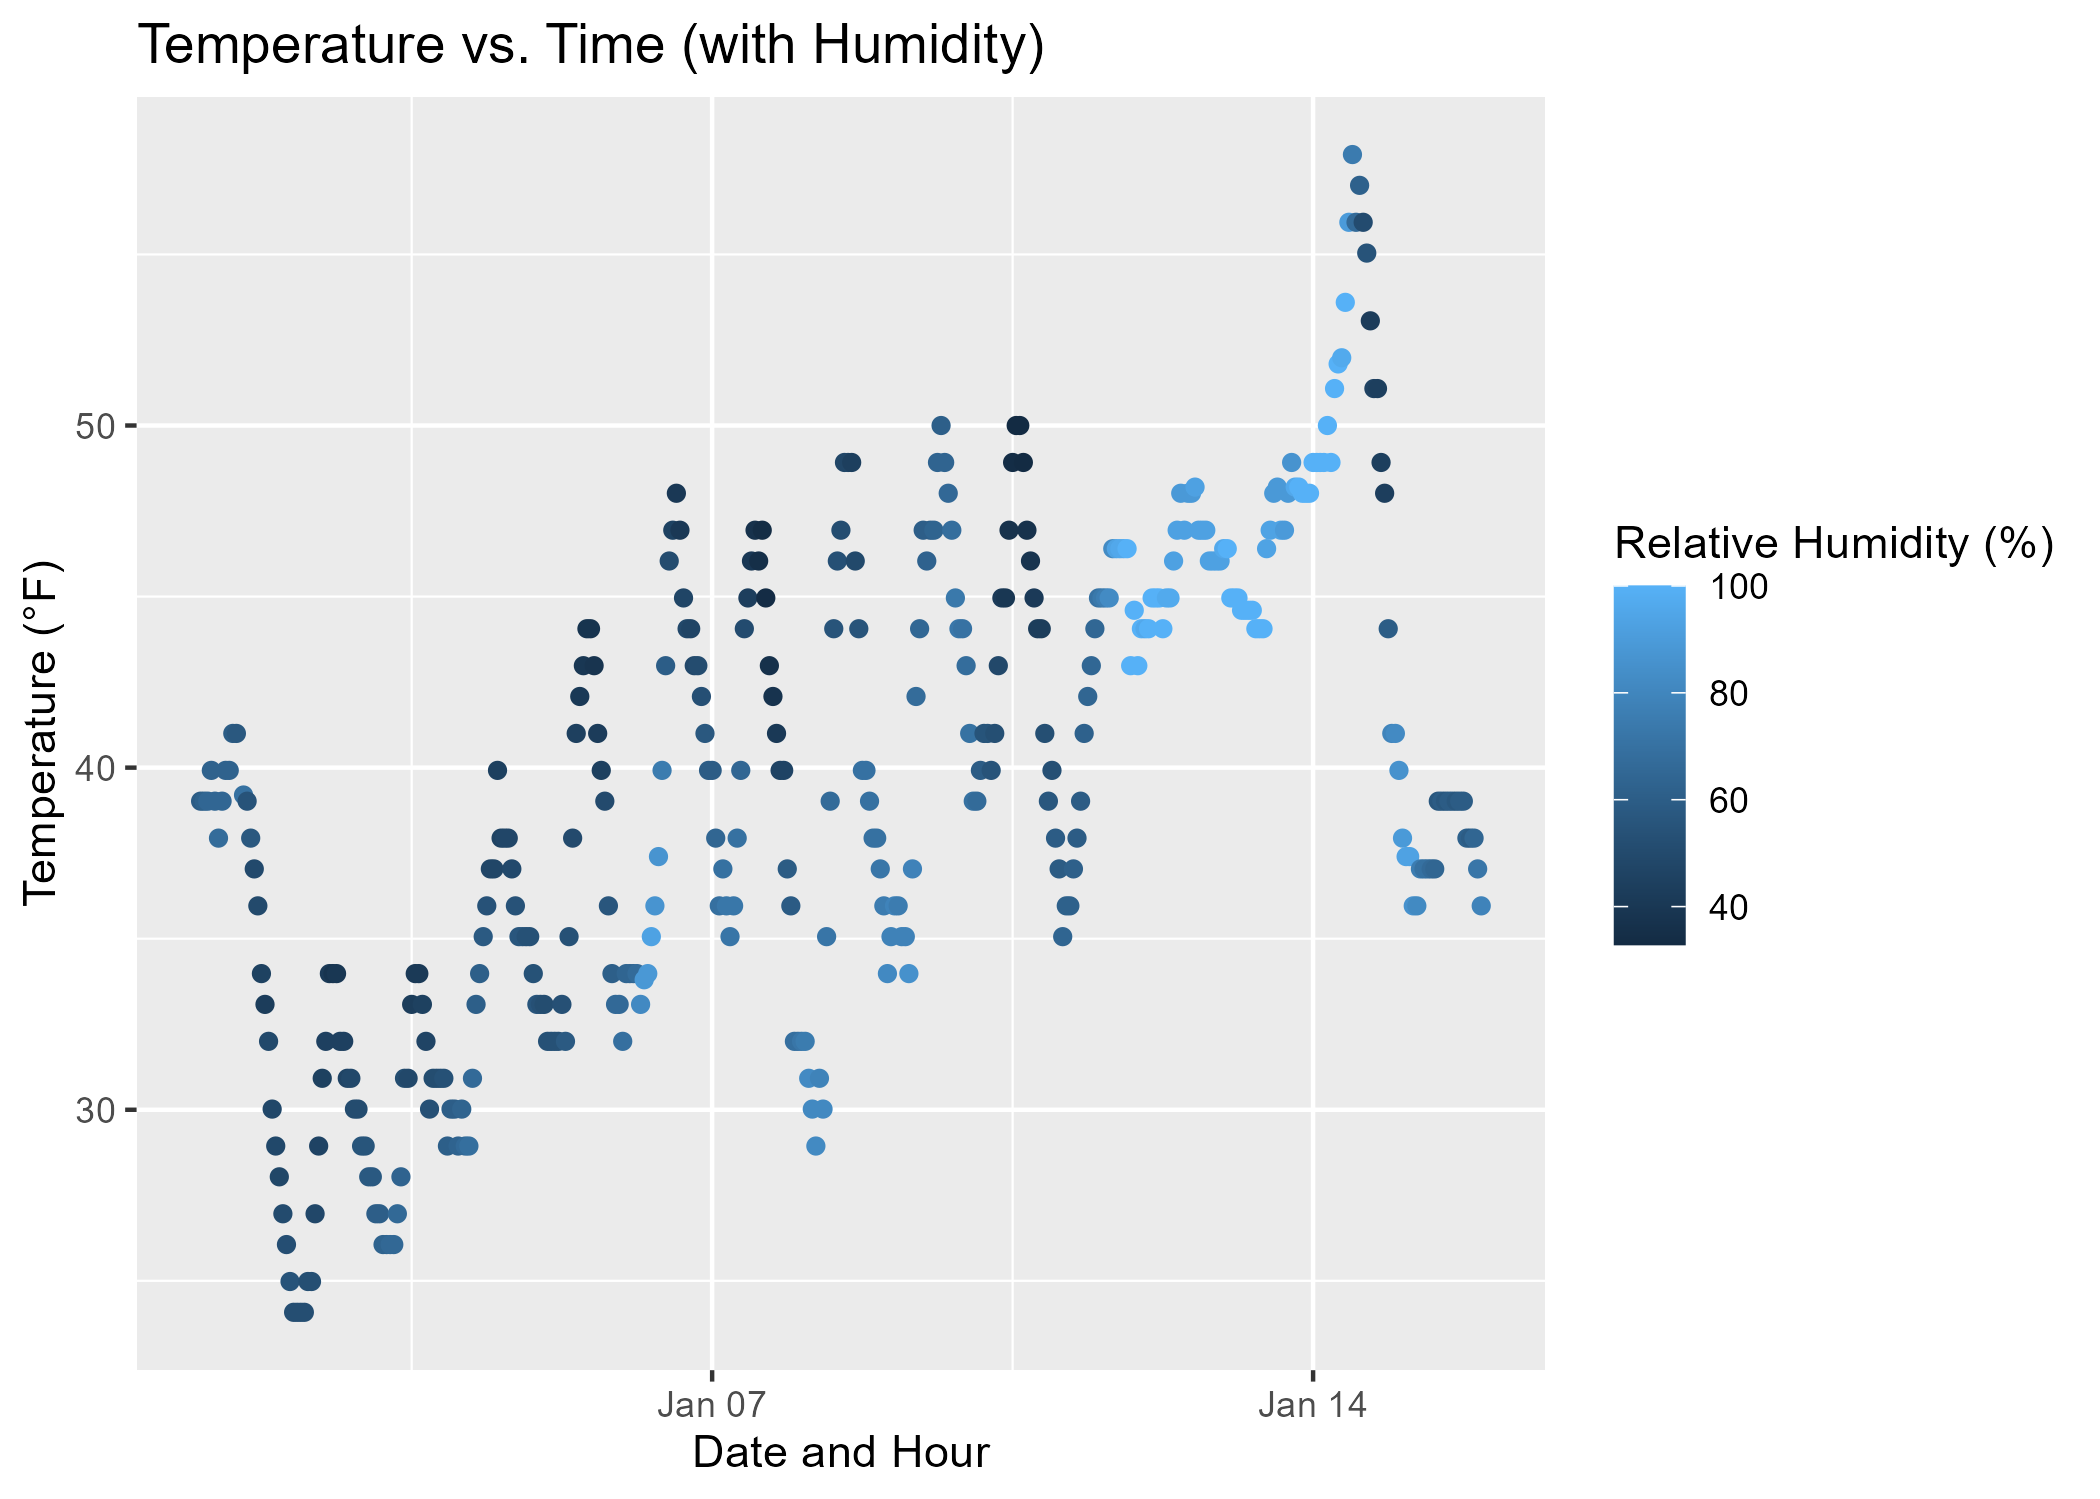 Temperature vs. Time (with Humidity)
Temperature (°F)
50
40
30
Jan 07
Jan 14
Date and Hour
Relative Humidity (%)
100
80
60
40